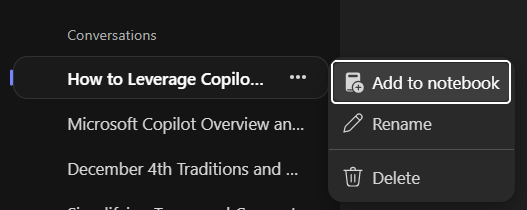 Conversations
How to Leverage Copilo...
Add to notebook
Microsoft Copilot Overview an...
Rename
December 4th Traditions and ...
Delete